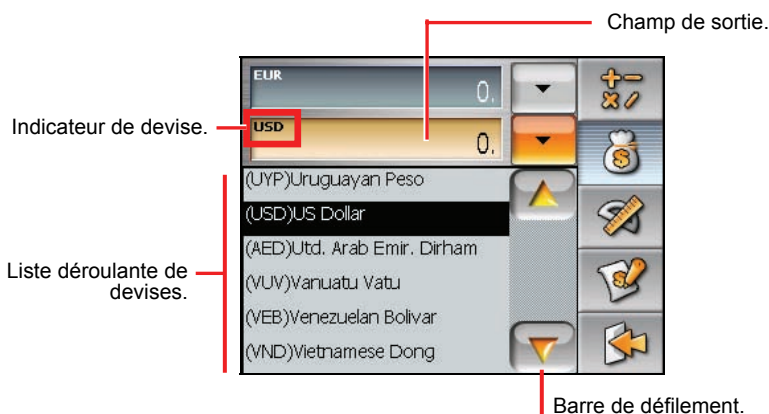 Champ de sortie.
EUR
0.
Indicateur de devise.
USD
0.
(UYP)Uruguayan Peso
(USD)US Dollar
(AED)Utd. Arab Emir. Dirham
Liste déroulante de
devises.
(VUV)Vanuatu Vatu
(VEB)Venezuelan Bolivar
(VND)Vietnamese Dong
Barre de défilement.